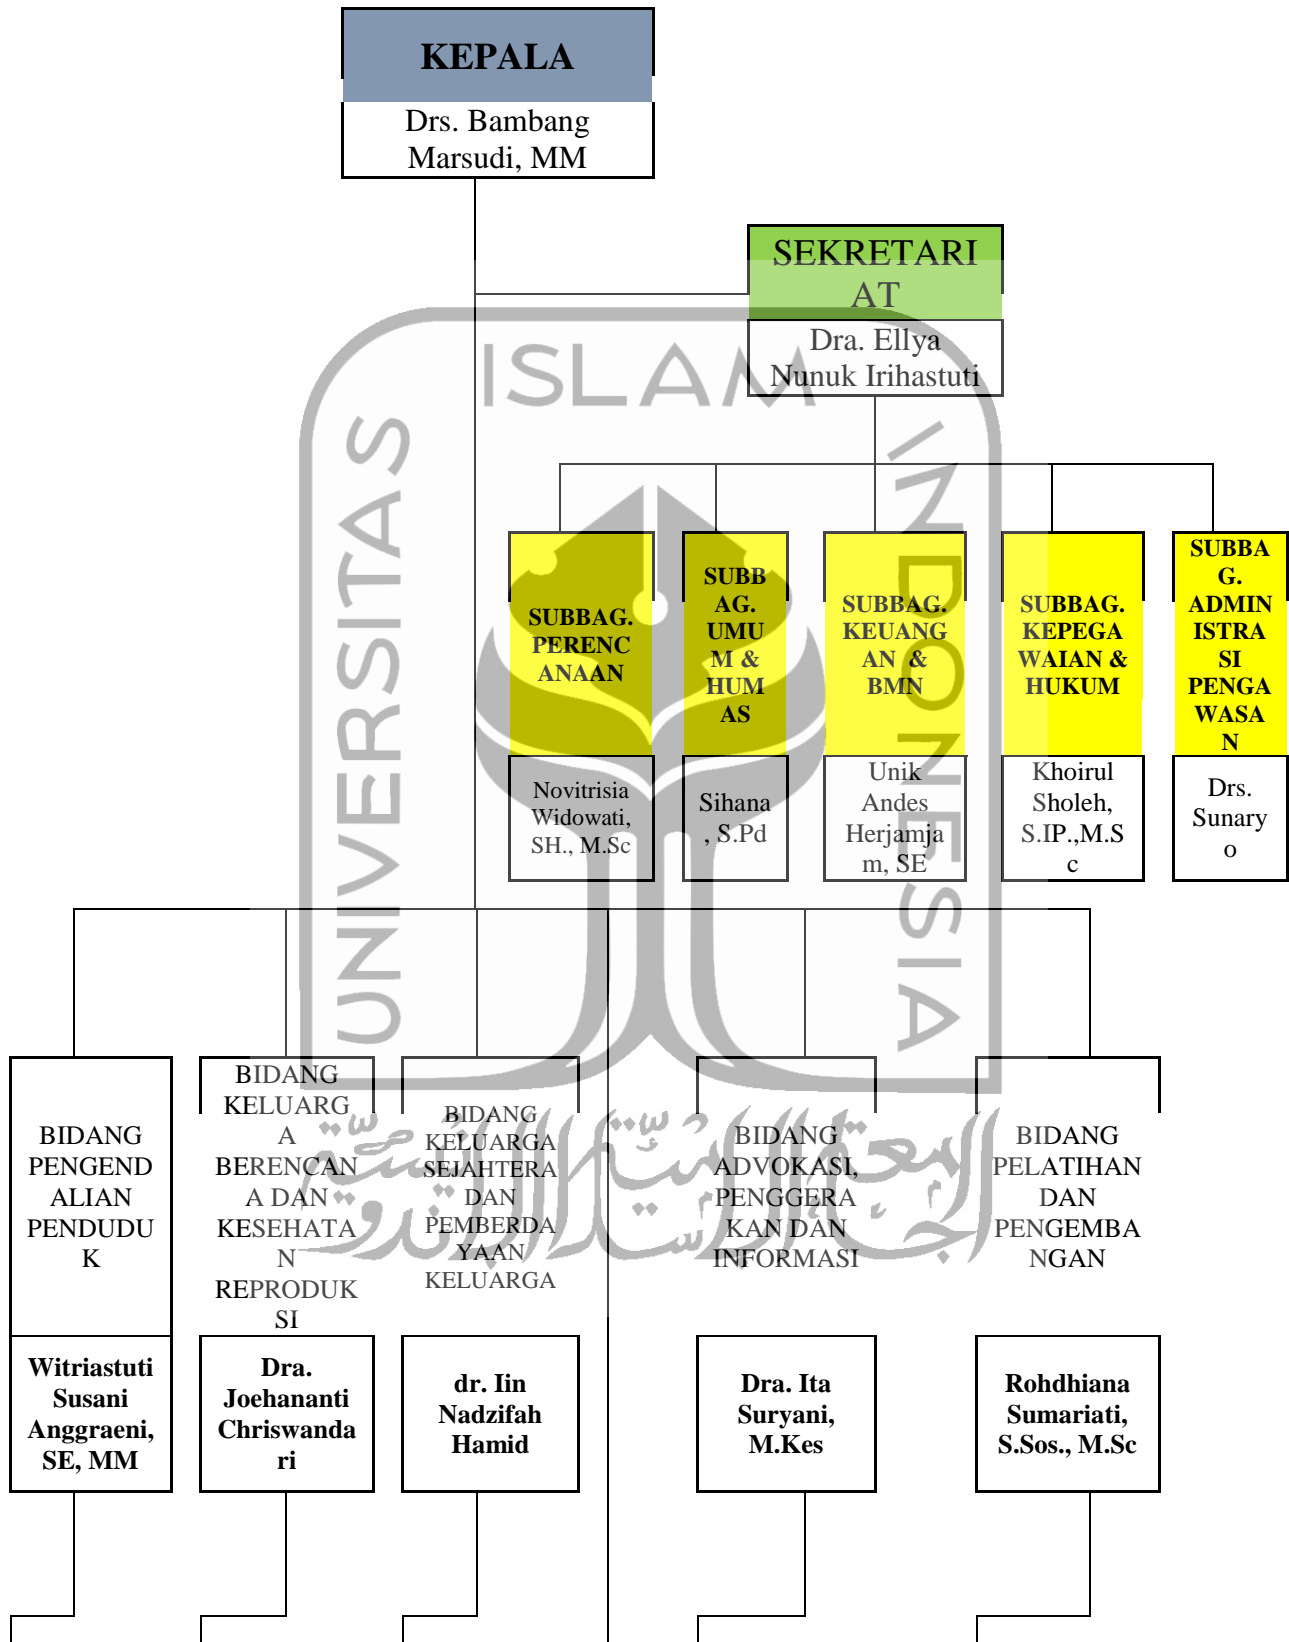 KEPALA
Drs. Bambang
Marsudi, MM
SEKRETARI
AT
Dra. Ellya
Nunuk Irihastuti
ISLAM
UNIVERSITAS
INDONESIA
SUBBAG.
PERENC
ANAAN
SUBB
AG.
UMU
M &
HUM
AS
SUBBAG.
KEUANG
AN &
BMN
SUBBAG.
KEPEGA
WAIAN &
HUKUM
SUBBA
G.
ADMIN
ISTRA
SI
PENGA
WASA
N
Novitrisia
Widowati,
SH., M.Sc
Sihana
, S.Pd
Unik
Andes
Herjamja
m, SE
Khoirul
Sholeh,
S.IP.,M.S
c
Drs.
Sunary
o
BIDANG
PENGEND
ALIAN
PENDUDU
K
BIDANG
KELUARG
A
BERENCAN
A DAN
KESEHATA
N
REPRODUK
SI
BIDANG
KELUARGA
SEJAHTERA
DAN
PEMBERDA
YAAN
KELUARGA
BIDANG
ADVOKASI,
PENGGERA
KAN DAN
INFORMASI
BIDANG
PELATIHAN
DAN
PENGEMBA
NGAN
Witriastuti
Susani
Anggraeni,
SE, MM
Dra.
Joehananti
Chriswanda
ri
dr. Iin
Nadzifah
Hamid
Dra. Ita
Suryani,
M.Kes
Rohdhiana
Sumariati,
S.Sos., M.Sc